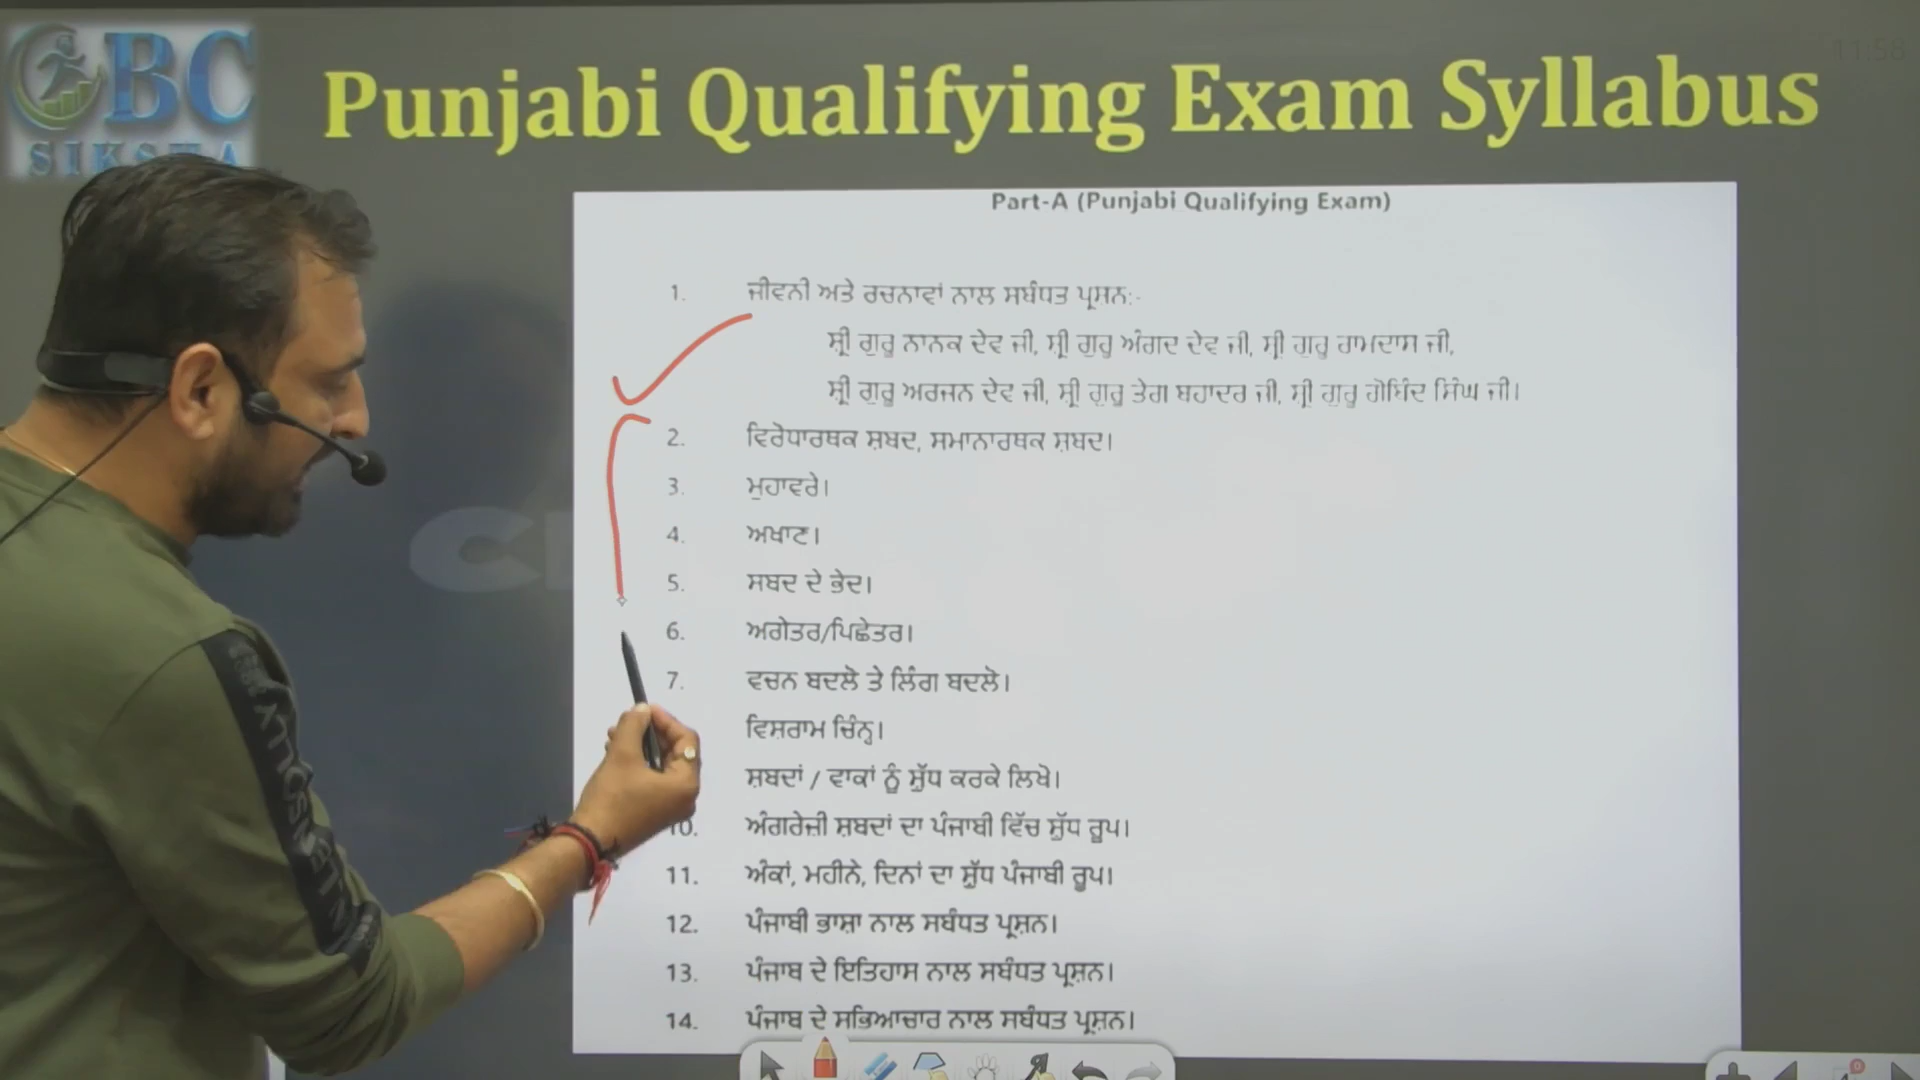 BC
SIKSHA
11:58
Punjabi Qualifying Exam Syllabus
Part-A (Punjabi Qualifying Exam)
1. ਜੀਵਨੀ ਅਤੇ ਰਚਨਾਵਾਂ ਨਾਲ ਸਬੰਧਤ ਪ੍ਰਸ਼ਨ:-
ਸ੍ਰੀ ਗੁਰੂ ਨਾਨਕ ਦੇਵ ਜੀ, ਸ੍ਰੀ ਗੁਰੂ ਅੰਗਦ ਦੇਵ ਜੀ, ਸ੍ਰੀ ਗੁਰੂ ਰਾਮਦਾਸ ਜੀ,
ਸ੍ਰੀ ਗੁਰੂ ਅਰਜਨ ਦੇਵ ਜੀ, ਸ੍ਰੀ ਗੁਰੂ ਤੇਗ ਬਹਾਦਰ ਜੀ, ਸ੍ਰੀ ਗੁਰੂ ਗੋਬਿੰਦ ਸਿੰਘ ਜੀ।
2. ਵਿਰੋਧਾਰਥਕ ਸ਼ਬਦ, ਸਮਾਨਾਰਥਕ ਸ਼ਬਦ।
3. ਮੁਹਾਵਰੇ।
4. ਅਖਾਣ।
5. ਸਬਦ ਦੇ ਭੇਦ।
6. ਅਗੇਤਰ/ਪਿਛੇਤਰ।
7. ਵਚਨ ਬਦਲੋ ਤੇ ਲਿੰਗ ਬਦਲੋ।
ਵਿਸ਼ਰਾਮ ਚਿੰਨ੍ਹ।
ਸ਼ਬਦਾਂ / ਵਾਕਾਂ ਨੂੰ ਸ਼ੁੱਧ ਕਰਕੇ ਲਿਖੋ।
10. ਅੰਗਰੇਜ਼ੀ ਸ਼ਬਦਾਂ ਦਾ ਪੰਜਾਬੀ ਵਿੱਚ ਸ਼ੁੱਧ ਰੂਪ।
11. ਅੰਕਾਂ, ਮਹੀਨੇ, ਦਿਨਾਂ ਦਾ ਸ਼ੁੱਧ ਪੰਜਾਬੀ ਰੂਪ।
12. ਪੰਜਾਬੀ ਭਾਸ਼ਾ ਨਾਲ ਸਬੰਧਤ ਪ੍ਰਸ਼ਨ।
13. ਪੰਜਾਬ ਦੇ ਇਤਿਹਾਸ ਨਾਲ ਸਬੰਧਤ ਪ੍ਰਸ਼ਨ।
14. ਪੰਜਾਬ ਦੇ ਸਭਿਆਚਾਰ ਨਾਲ ਸਬੰਧਤ ਪ੍ਰਸ਼ਨ।